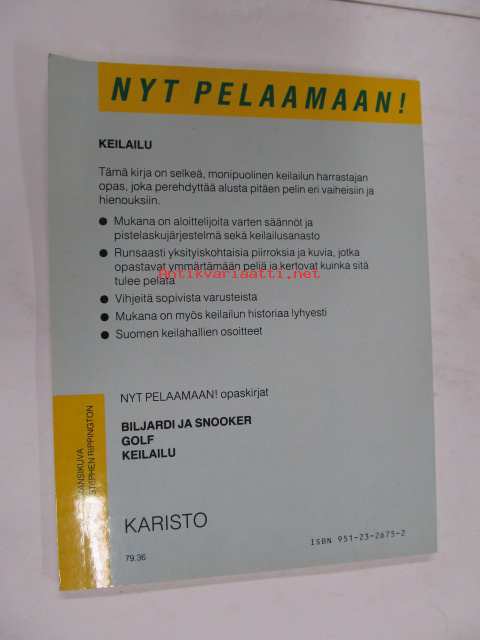 NYT PELAAMAAN!
KEILAILU
Tämä kirja on selkeä, monipuolinen keilailun harrastajan
opas, joka perehdyttää alusta pitäen pelin eri vaiheisiin ja
hienouksiin.
● Mukana on aloittelijoita varten säännöt ja
pistelaskujärjestelmä sekä keilailusanasto
● Runsaasti yksityiskohtaisia piirroksia ja kuvia, jotka
opastavat ymmärtämään peliä ja kertovat kuinka sitä
tulee pelata
Antikvariaatti.net
● Vihjeitä sopivista varusteista
● Mukana on myös keilailun historiaa lyhyesti
● Suomen keilahallien osoitteet
NYT PELAAMAAN! opaskirjat
BILJARDI JA SNOOKER
GOLF
KEILAILU
KANSIKUVA
STEPHEN RIPPINGTON
KARISTO
ISBN 951-23-2675-2
79.36